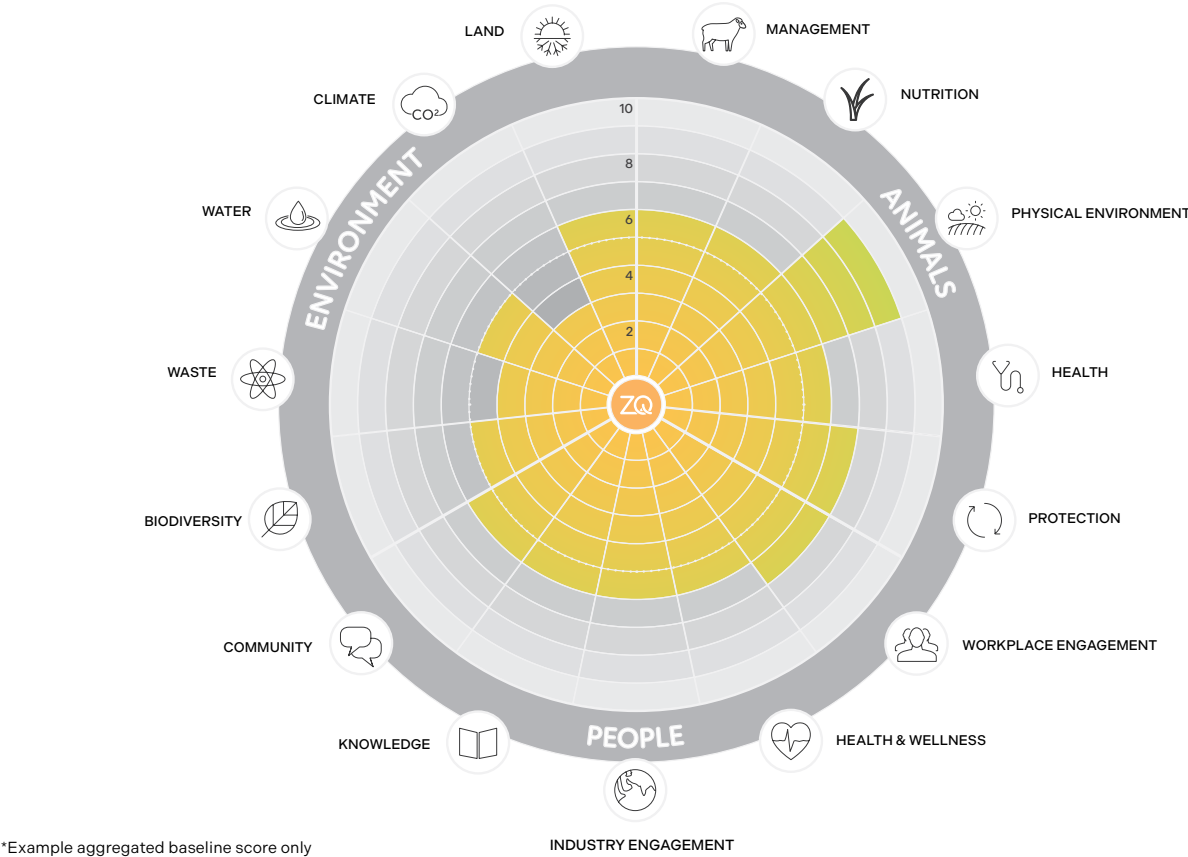 LAND
MANAGEMENT
CLIMATE
CO²
NUTRITION
WATER
PHYSICAL ENVIRONMENT
ENVIRONMENT
ANIMALS
10
8
6
4
2
ZQ
WASTE
HEALTH
BIODIVERSITY
PROTECTION
COMMUNITY
WORKPLACE ENGAGEMENT
KNOWLEDGE
PEOPLE
HEALTH & WELLNESS
INDUSTRY ENGAGEMENT
*Example aggregated baseline score only